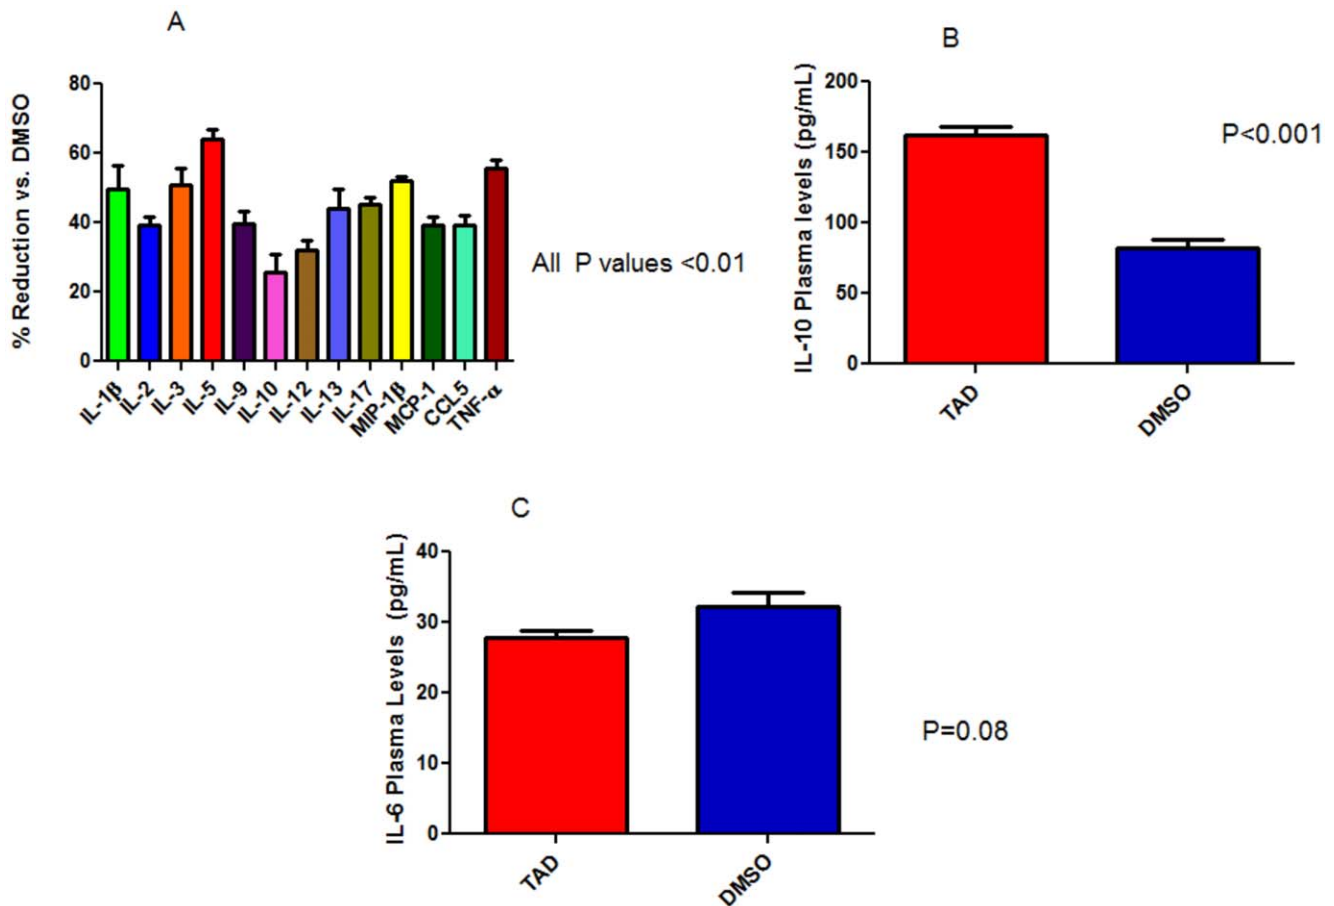 A
% Reduction vs. DMSO
80
60
40
20
0
IL-1β
IL-2
IL-3
IL-5
IL-9
IL-10
IL-12
IL-13
IL-17
MIP-1β
MCP-1
CCL5
TNF-α
All P values <0.01
B
IL-10 Plasma levels (pg/mL)
200
150
100
50
0
TAD
DMSO
P<0.001
C
IL-6 Plasma Levels (pg/mL)
40
30
20
10
0
TAD
DMSO
P=0.08